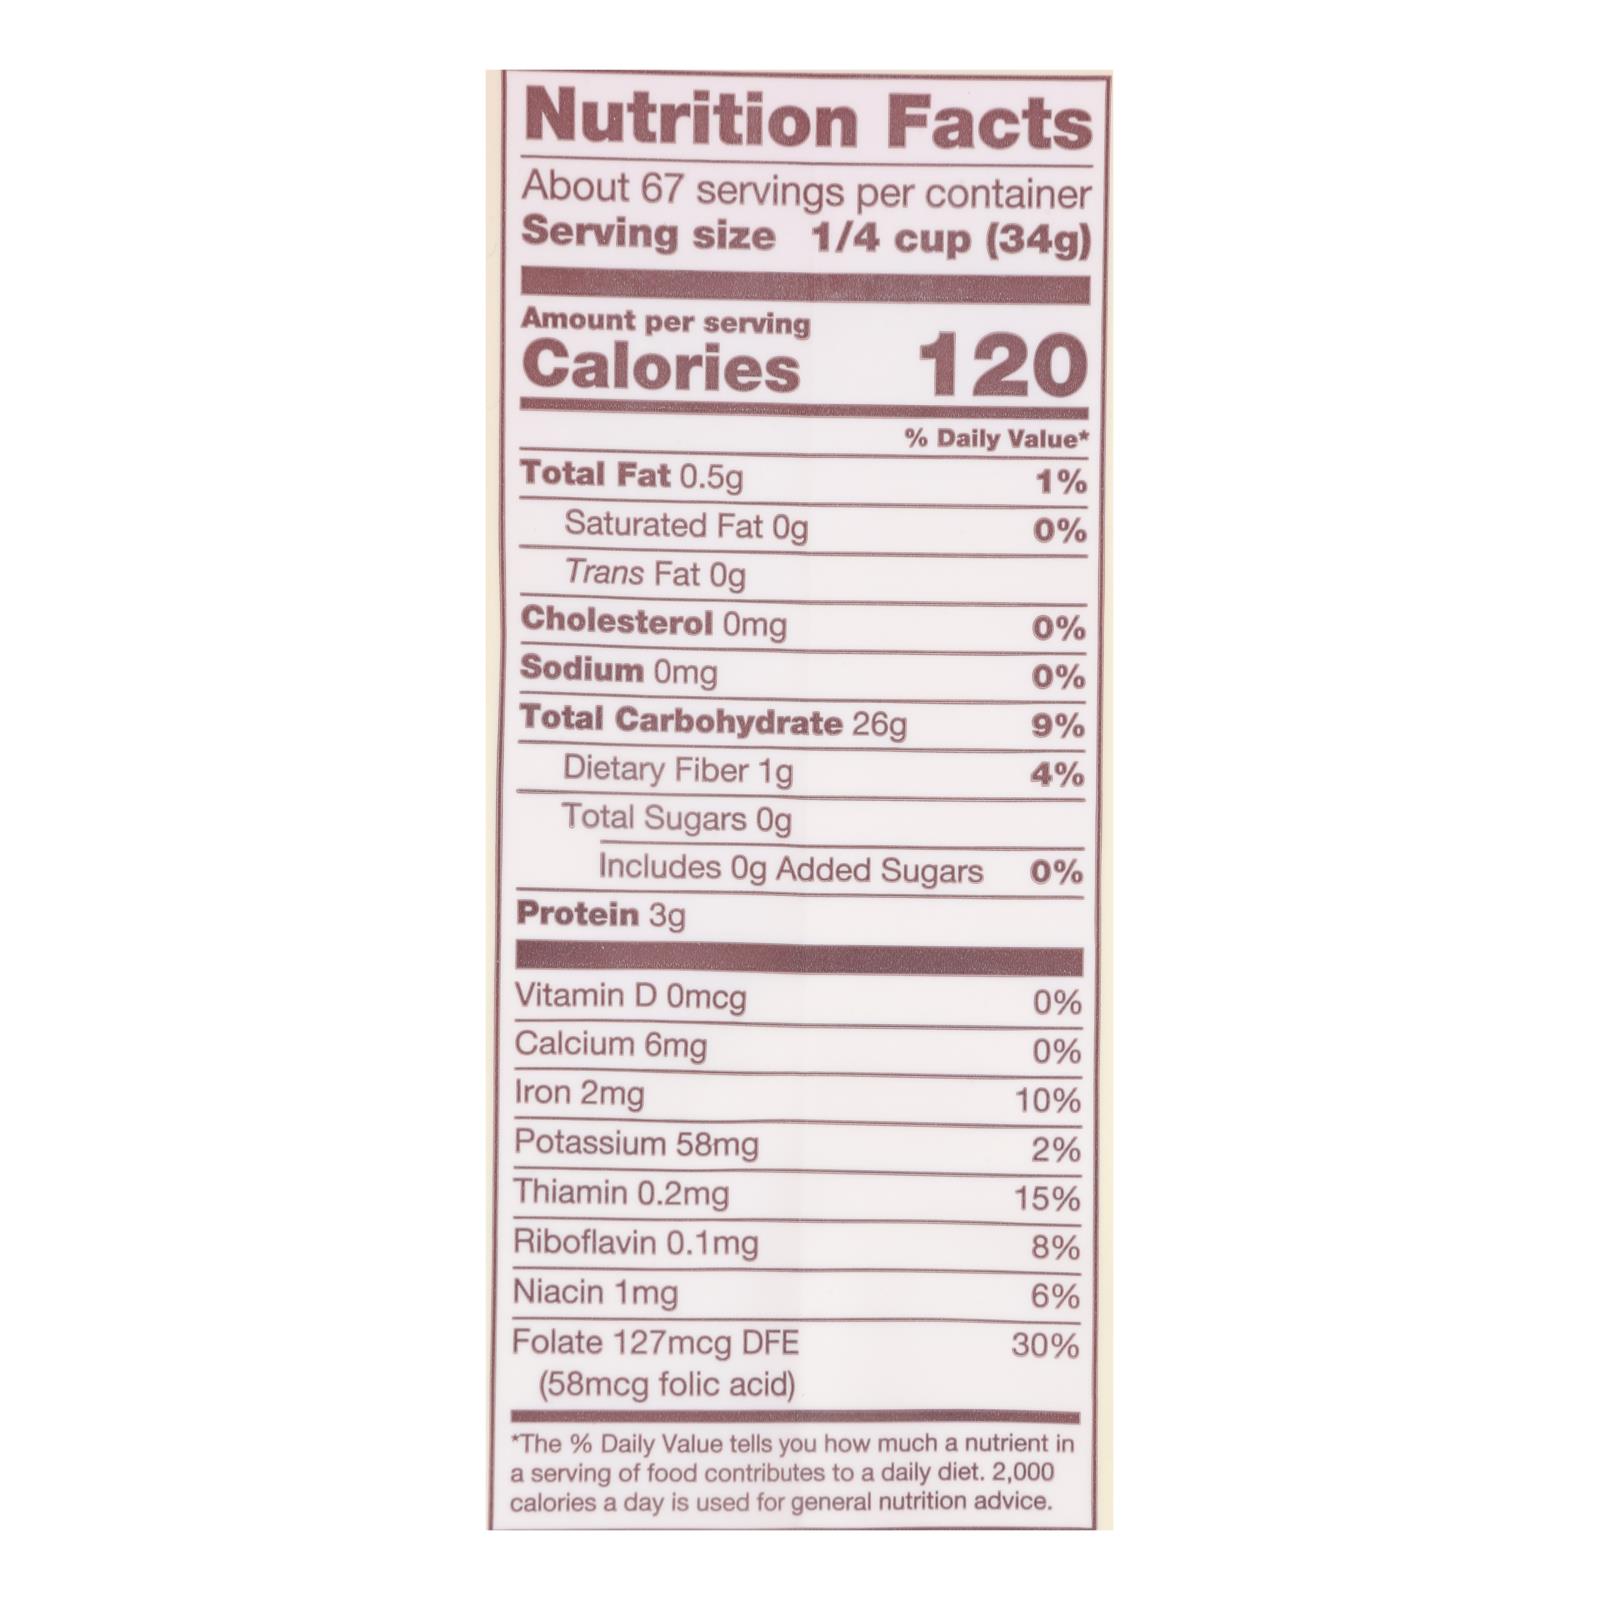 Nutrition Facts
About 67 servings per container
Serving size 1/4 cup (34g)
Amount per serving
Calories 120
% Daily Value*
Total Fat 0.5g 1%
Saturated Fat 0g 0%
Trans Fat 0g
Cholesterol 0mg 0%
Sodium 0mg 0%
Total Carbohydrate 26g 9%
Dietary Fiber 1g 4%
Total Sugars 0g
Includes 0g Added Sugars 0%
Protein 3g
Vitamin D 0mcg 0%
Calcium 6mg 0%
Iron 2mg 10%
Potassium 58mg 2%
Thiamin 0.2mg 15%
Riboflavin 0.1mg 8%
Niacin 1mg 6%
Folate 127mcg DFE 30%
(58mcg folic acid)
*The % Daily Value tells you how much a nutrient in
a serving of food contributes to a daily diet. 2,000
calories a day is used for general nutrition advice.